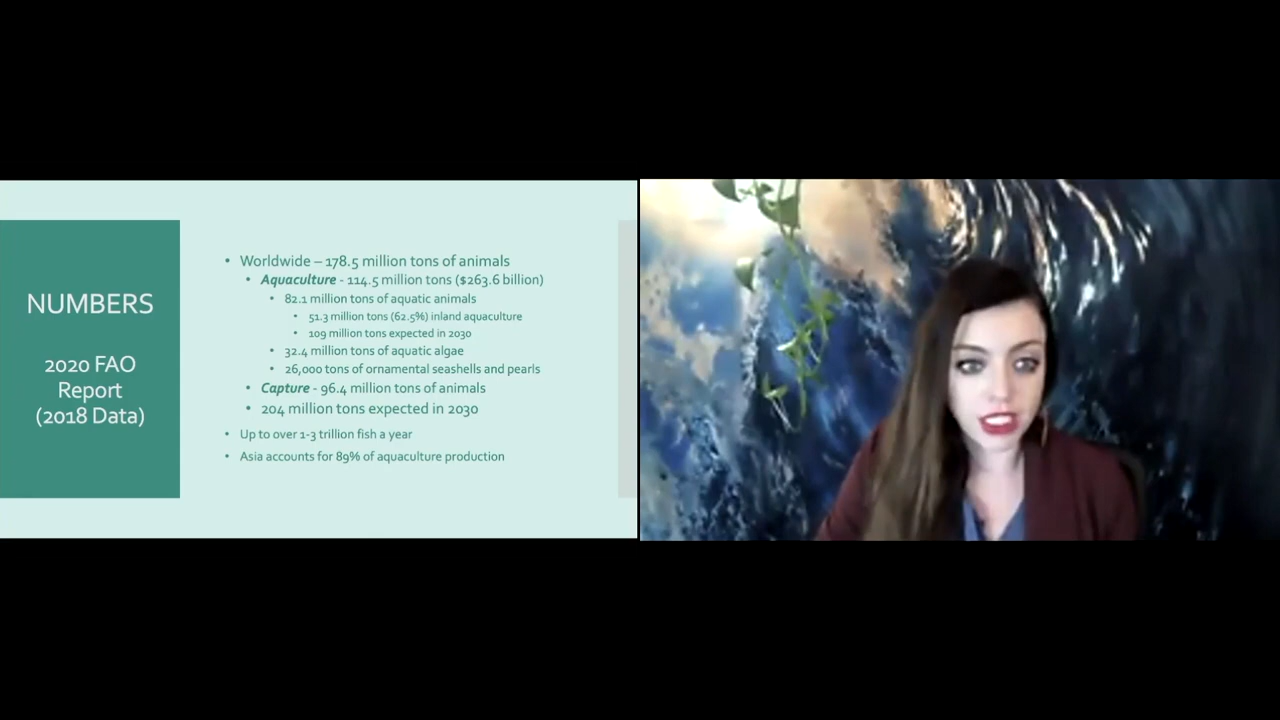 NUMBERS
2020 FAO
Report
(2018 Data)
• Worldwide – 178.5 million tons of animals
• Aquaculture - 114.5 million tons ($263.6 billion)
• 82.1 million tons of aquatic animals
• 51.3 million tons (62.5%) inland aquaculture
• 109 million tons expected in 2030
• 32.4 million tons of aquatic algae
• 26,000 tons of ornamental seashells and pearls
• Capture - 96.4 million tons of animals
• 204 million tons expected in 2030
• Up to over 1-3 trillion fish a year
• Asia accounts for 89% of aquaculture production